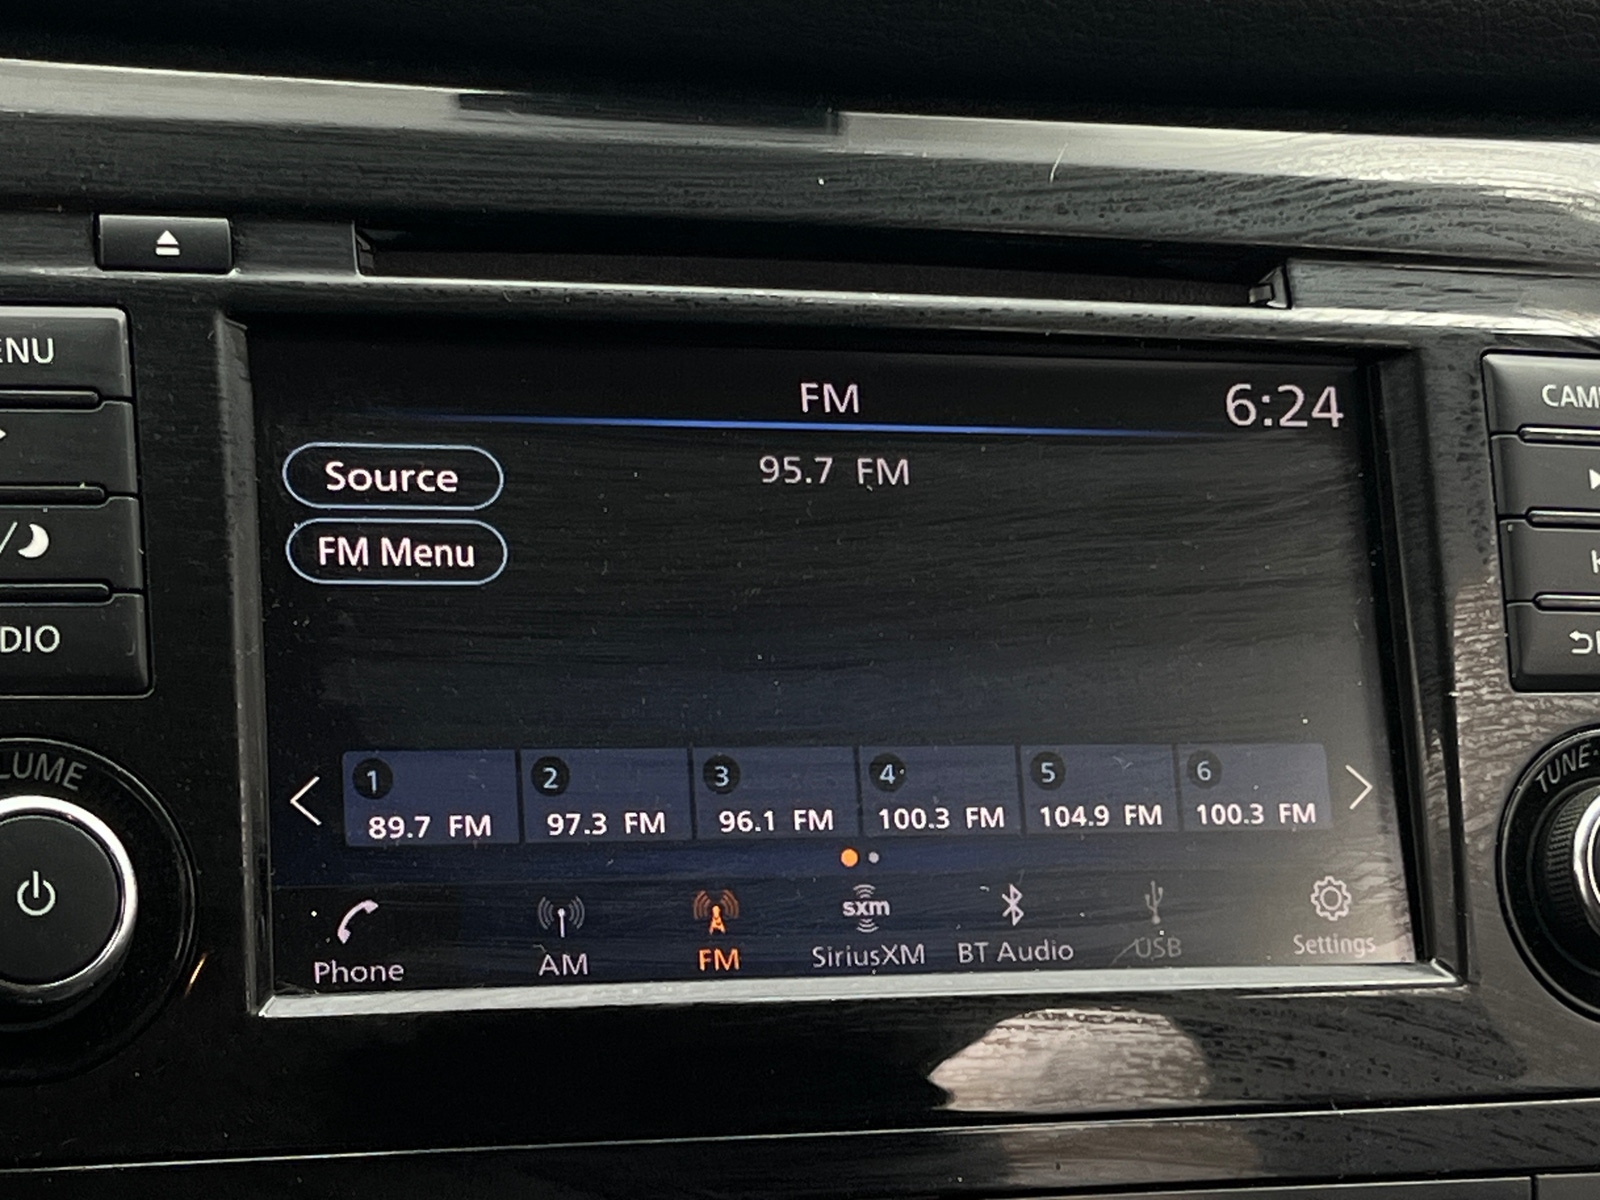 ENU
DIO
LUME
FM
6:24
Source
95.7 FM
FM Menu
1
2
3
4
5
6
89.7 FM
97.3 FM
96.1 FM
100.3 FM
104.9 FM
100.3 FM
Phone
AM
FM
sxm
SiriusXM
BT Audio
USB
Settings
CAM
TUNE